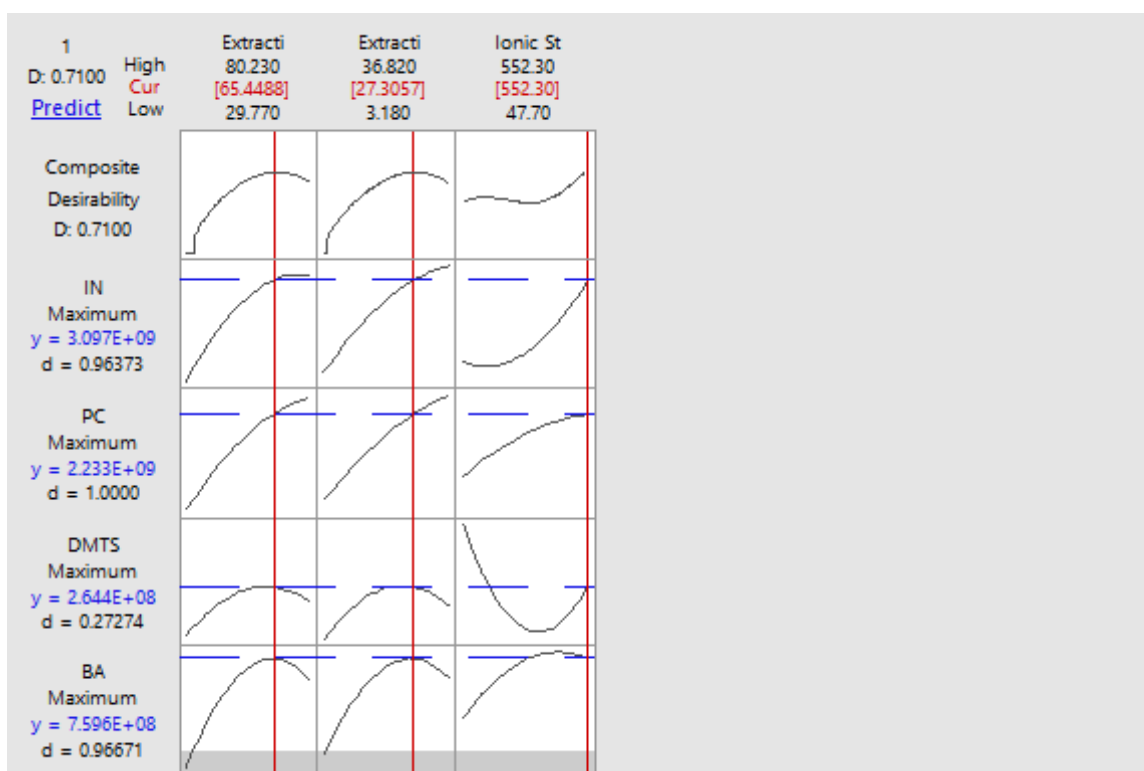 1
D: 0.7100
Predict
High
Cur
Low
Extracti
80.230
[65.4488]
29.770
Extracti
36.820
[27.3057]
3.180
Ionic St
552.30
[552.30]
47.70
Composite
Desirability
D: 0.7100
IN
Maximum
y = 3.097E+09
d = 0.96373
PC
Maximum
y = 2.233E+09
d = 1.0000
DMTS
Maximum
y = 2.644E+08
d = 0.27274
BA
Maximum
y = 7.596E+08
d = 0.96671